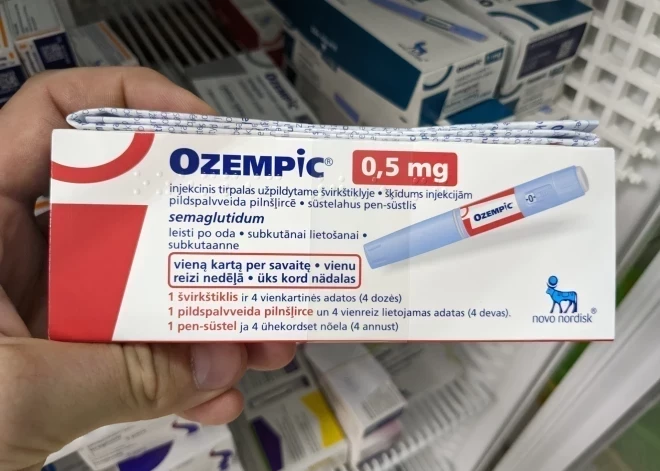 OZEMPIC® 0,5 mg
injekcinis tirpalas užpildytame švirkštiklyje • šķīdums injekcijām
pildspalvveida pilnšļircē • süstelahus pen-süstlis
semaglutidum
leisti po oda • subkutānai lietošanai •
subkutaanne
vieną kartą per savaitę • vienu
reizi nedēļā • üks kord nädalas
1 švirkštiklis ir 4 vienkartinės adatos (4 dozės)
1 pildspalvveida pilnšļirce un 4 vienreiz lietojamas adatas (4 devas).
1 pen-süstel ja 4 ühekordset nõela (4 annust)
OZEMPIC®
novo nordisk®
OZEMPIC